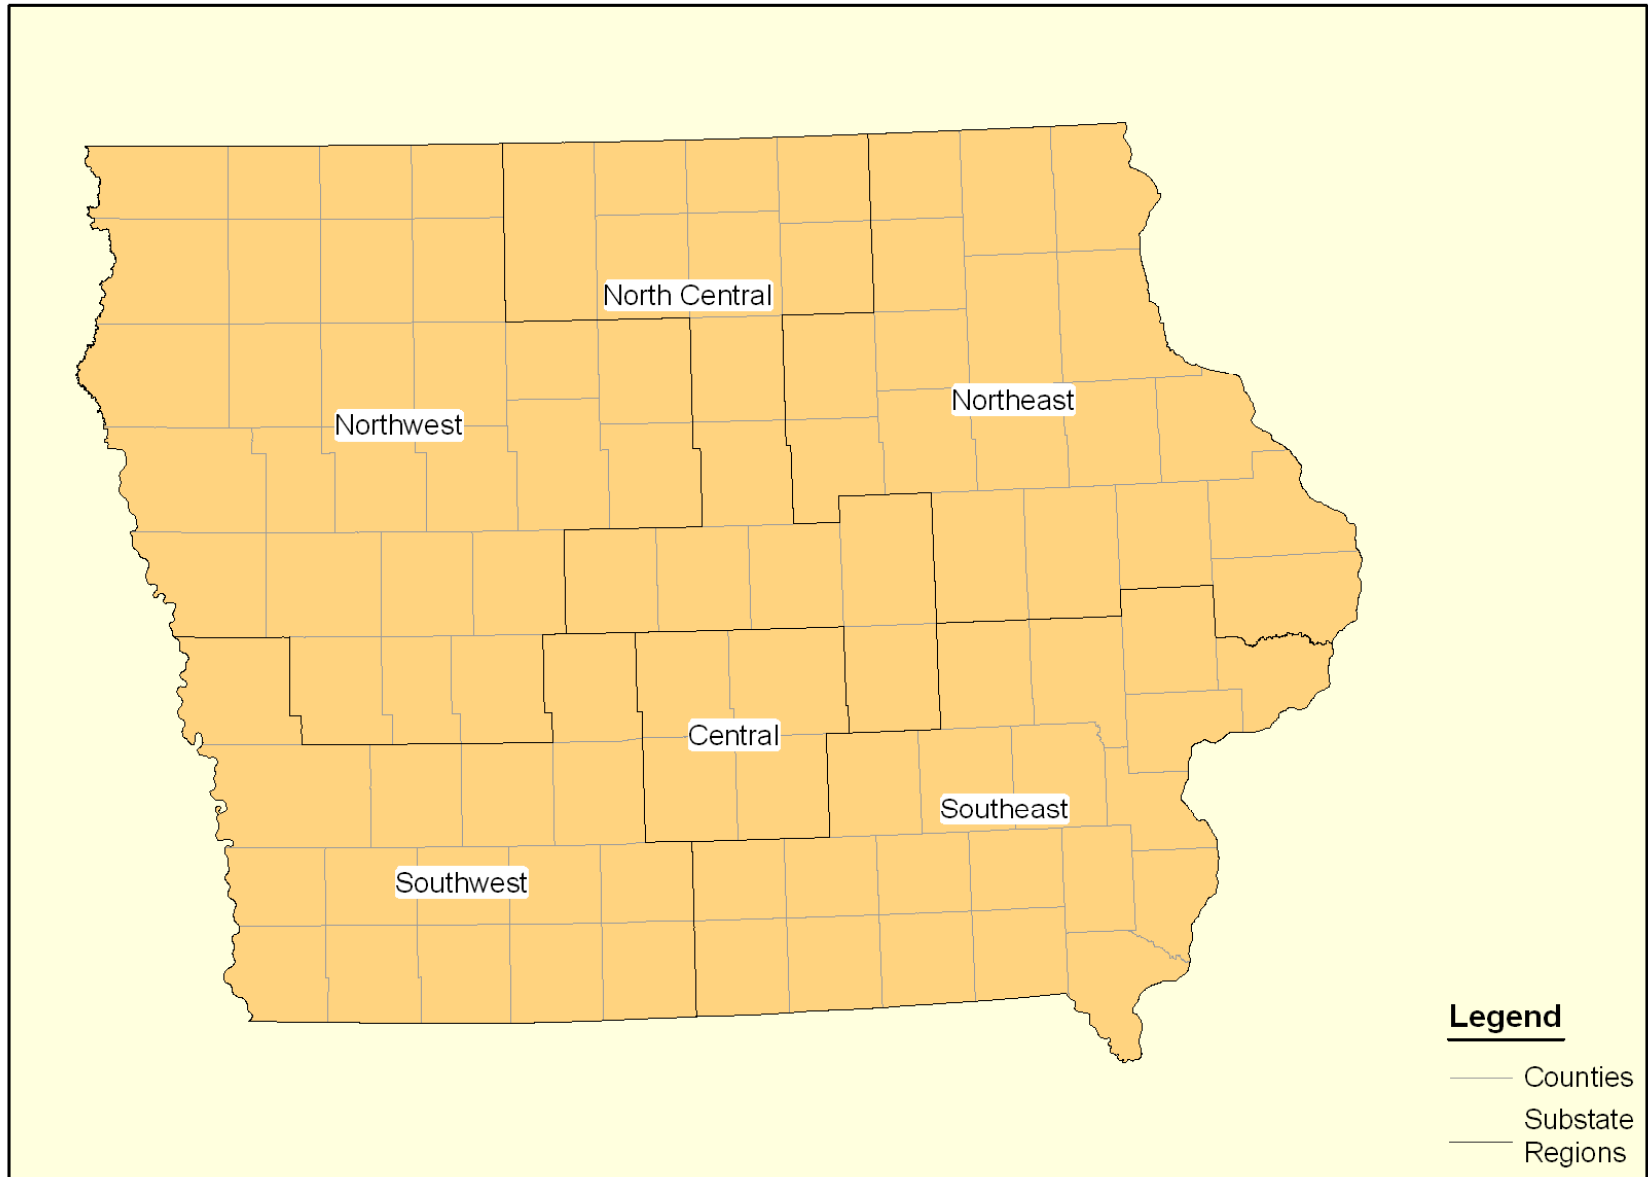 North Central
Northeast
Northwest
Central
Southeast
Southwest
Legend
Counties
Substate
Regions